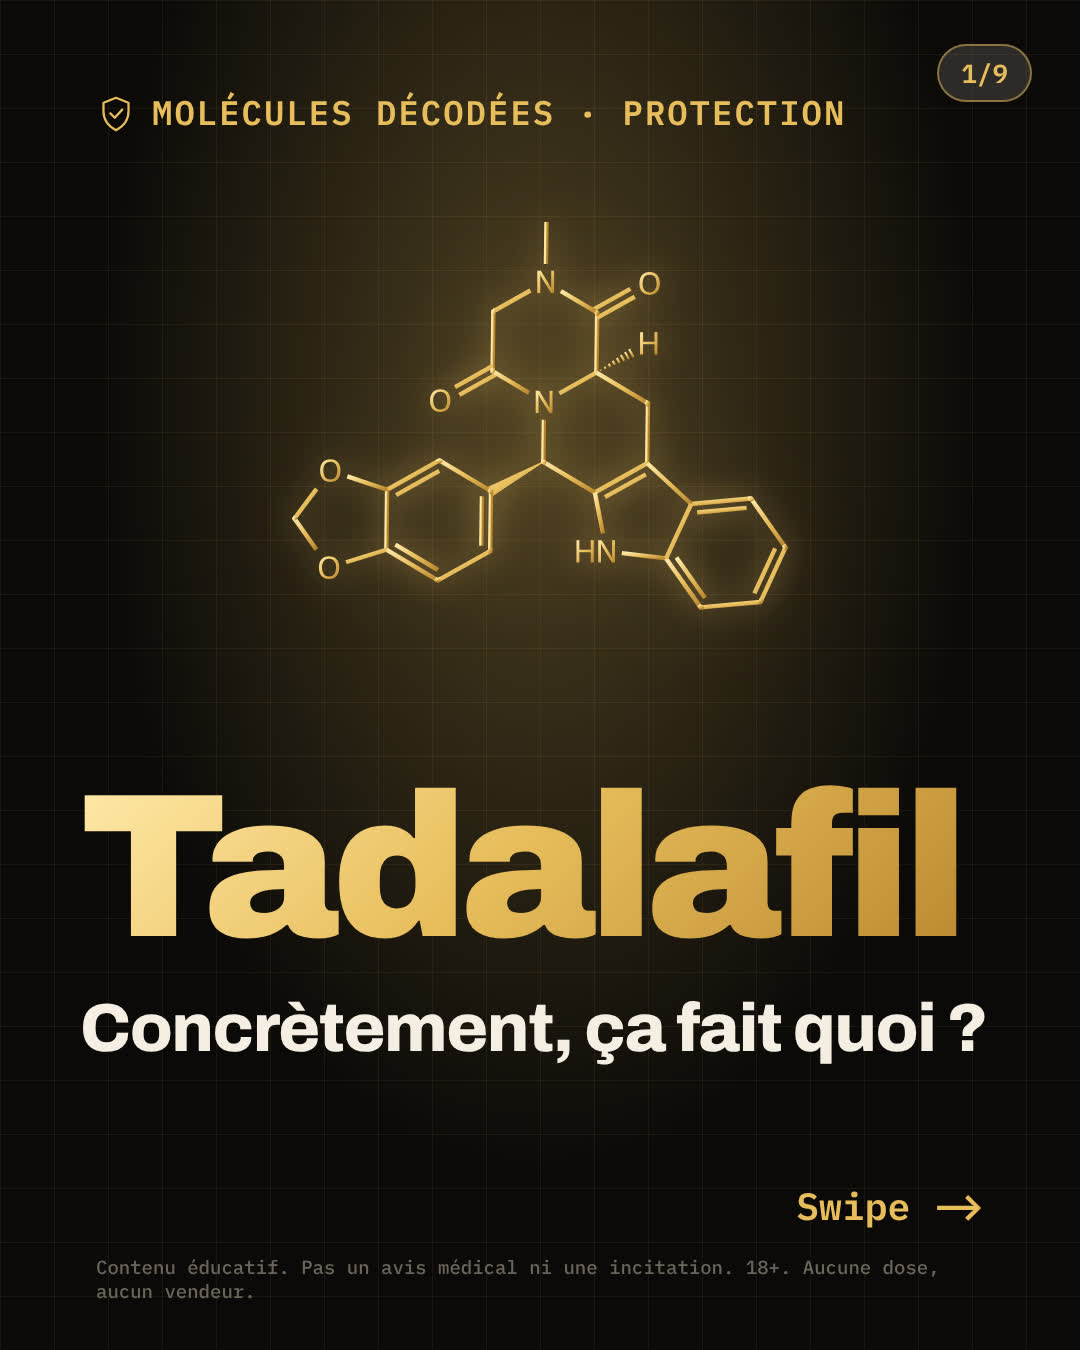 1/9
MOLÉCULES DÉCODÉES · PROTECTION
N
O
H
O
N
O
HN
O
Tadalafil
Concrètement, ça fait quoi ?
Swipe →
Contenu éducatif. Pas un avis médical ni une incitation. 18+. Aucune dose,
aucun vendeur.